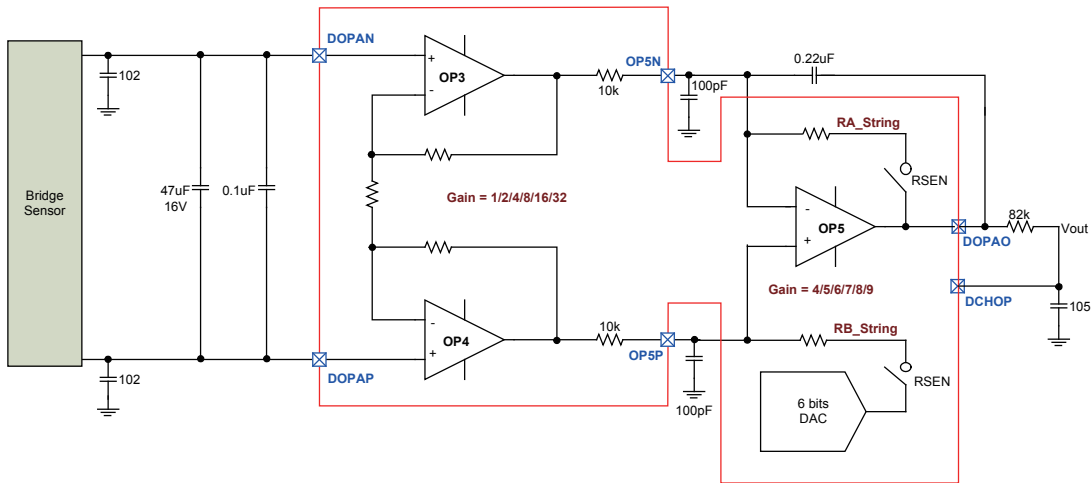 Bridge
Sensor
102
102
47uF
16V
0.1uF
DOPAN
DOPAP
+
OP3
-
Gain = 1/2/4/8/16/32
-
OP4
+
10k
10k
OP5N
OP5P
100pF
100pF
0.22uF
RA_String
RSEN
-
OP5
+
Gain = 4/5/6/7/8/9
RB_String
RSEN
6 bits
DAC
DOPAO
DCHOP
82k
Vout
105